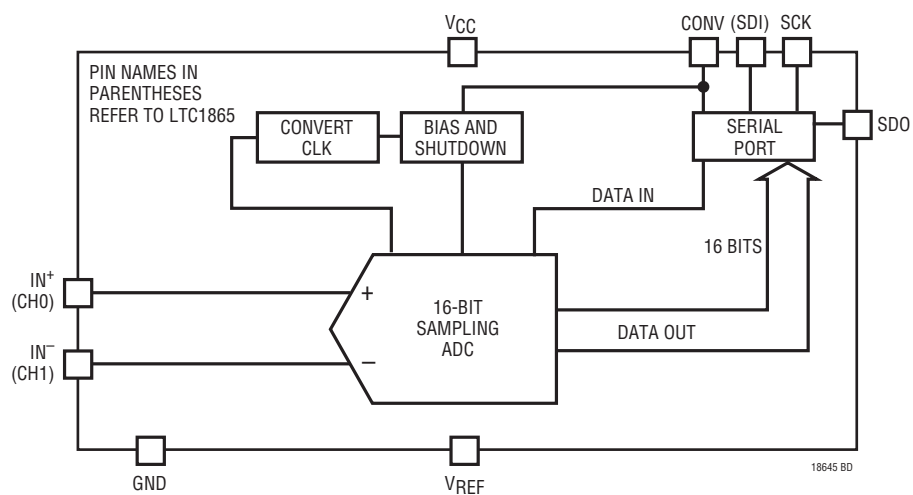 VCC
CONV (SDI) SCK
PIN NAMES IN
PARENTHESES
REFER TO LTC1865
CONVERT
CLK
BIAS AND
SHUTDOWN
SERIAL
PORT
SDO
DATA IN
16 BITS
IN+
(CH0)
+
16-BIT
SAMPLING
ADC
DATA OUT
IN–
(CH1)
–
GND
VREF
18645 BD